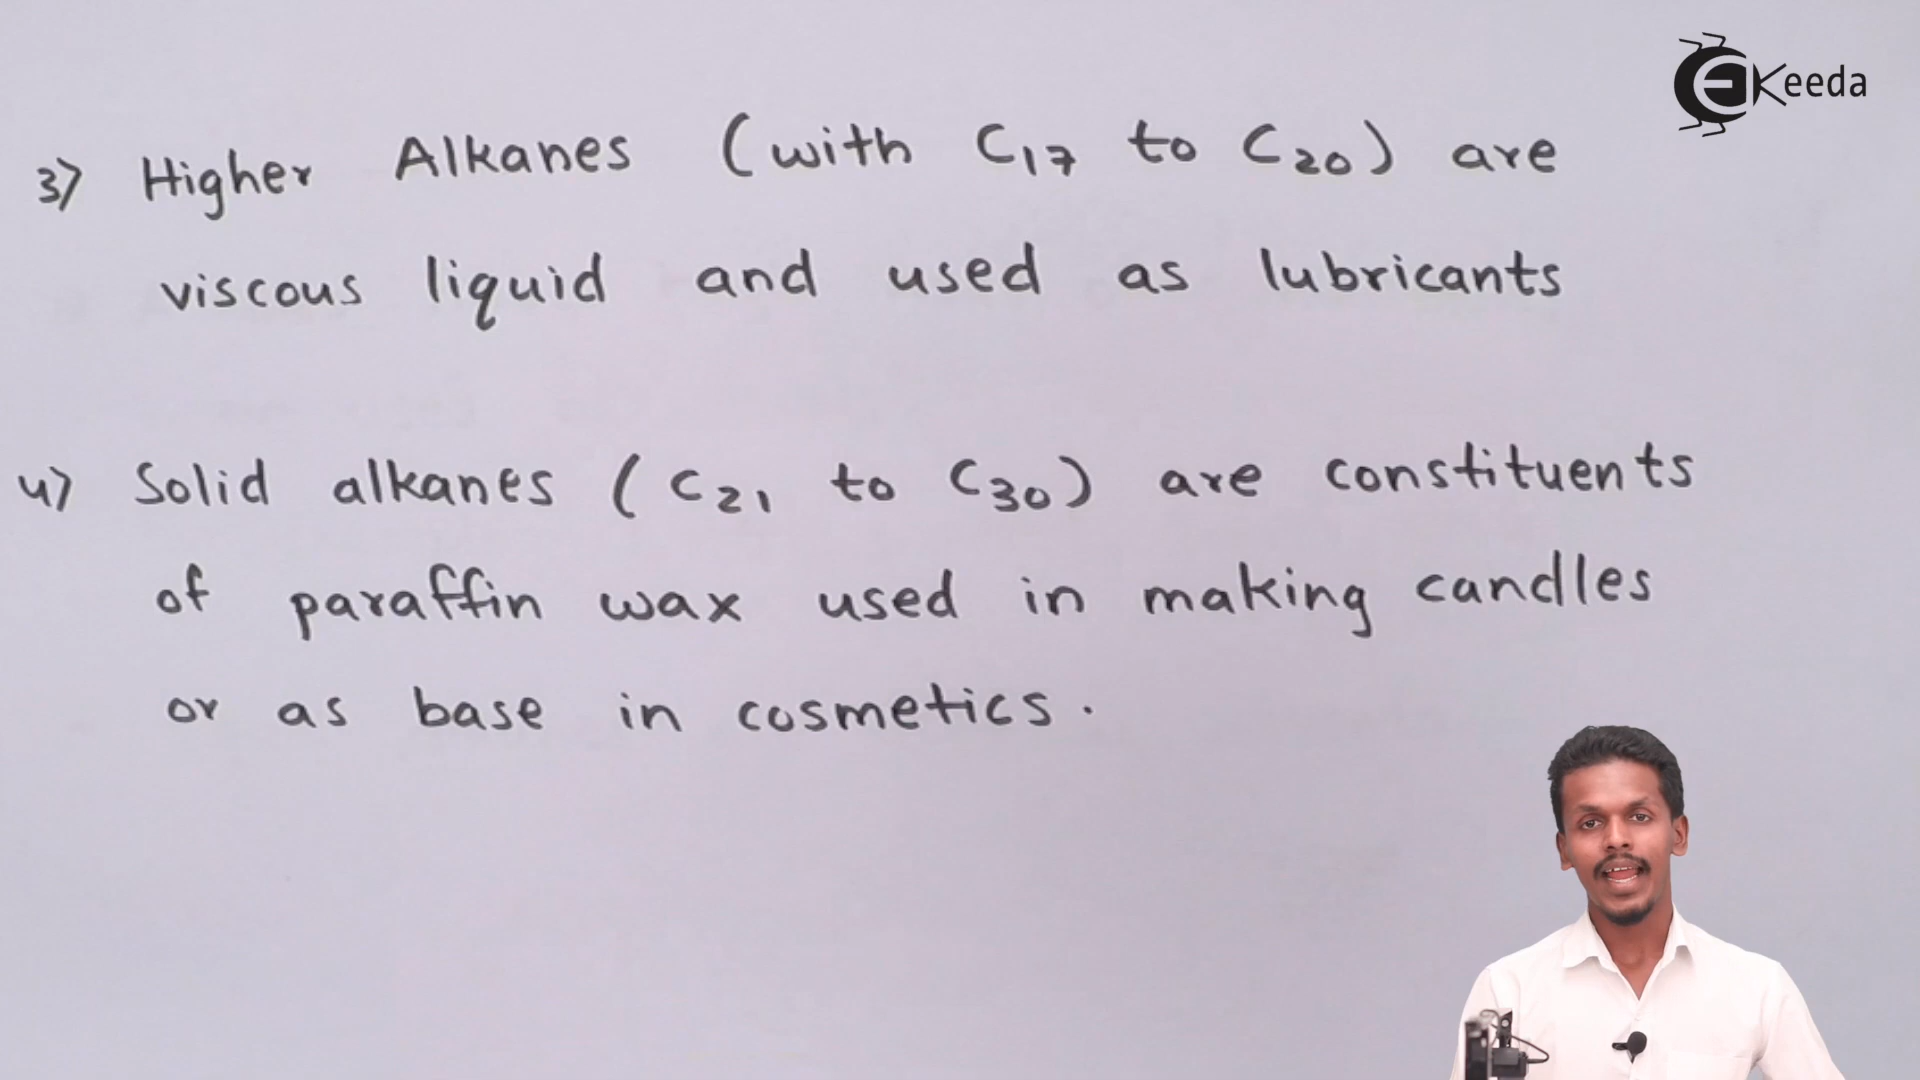 EKeeda
3) Higher Alkanes (with C₁₇ to C₂₀) are
viscous liquid and used as lubricants
4) Solid alkanes (C₂₁ to C₃₀) are constituents
of paraffin wax used in making candles
or as base in cosmetics.